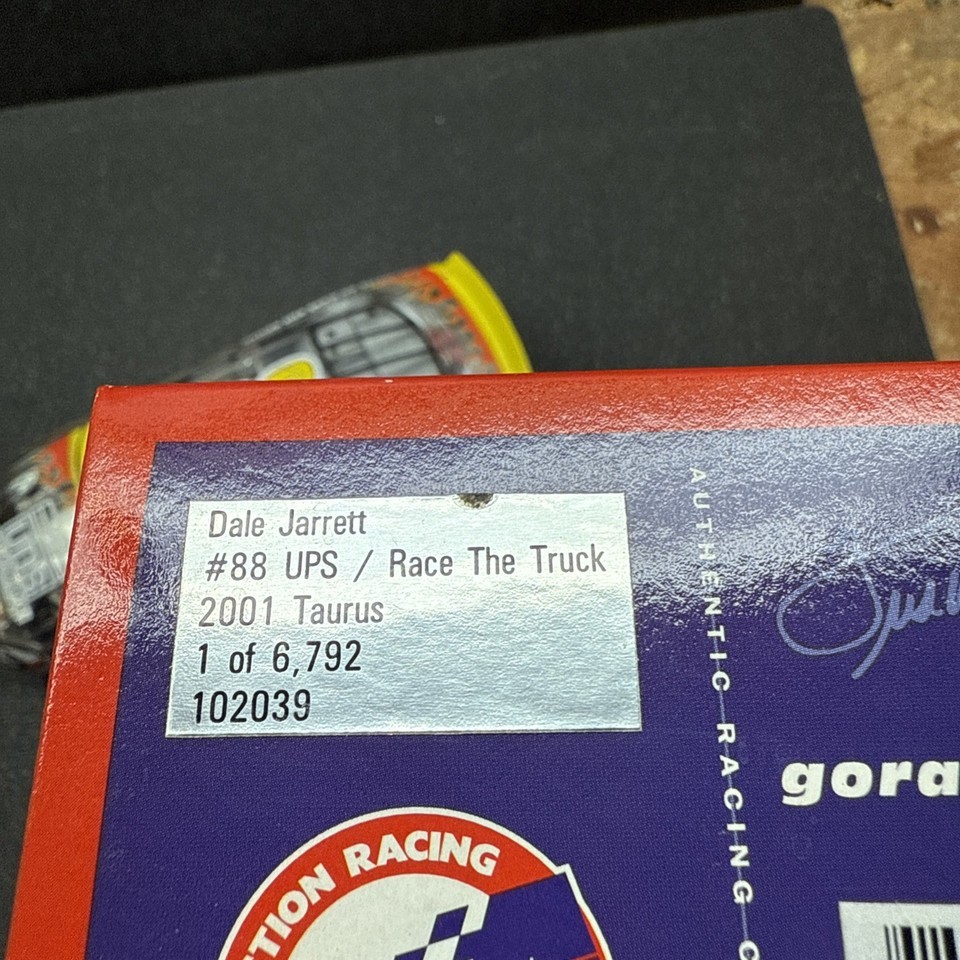 Dale Jarrett
#88 UPS / Race The Truck
2001 Taurus
1 of 6,792
102039
AUTHENTIC RACING
gora
TION RACING